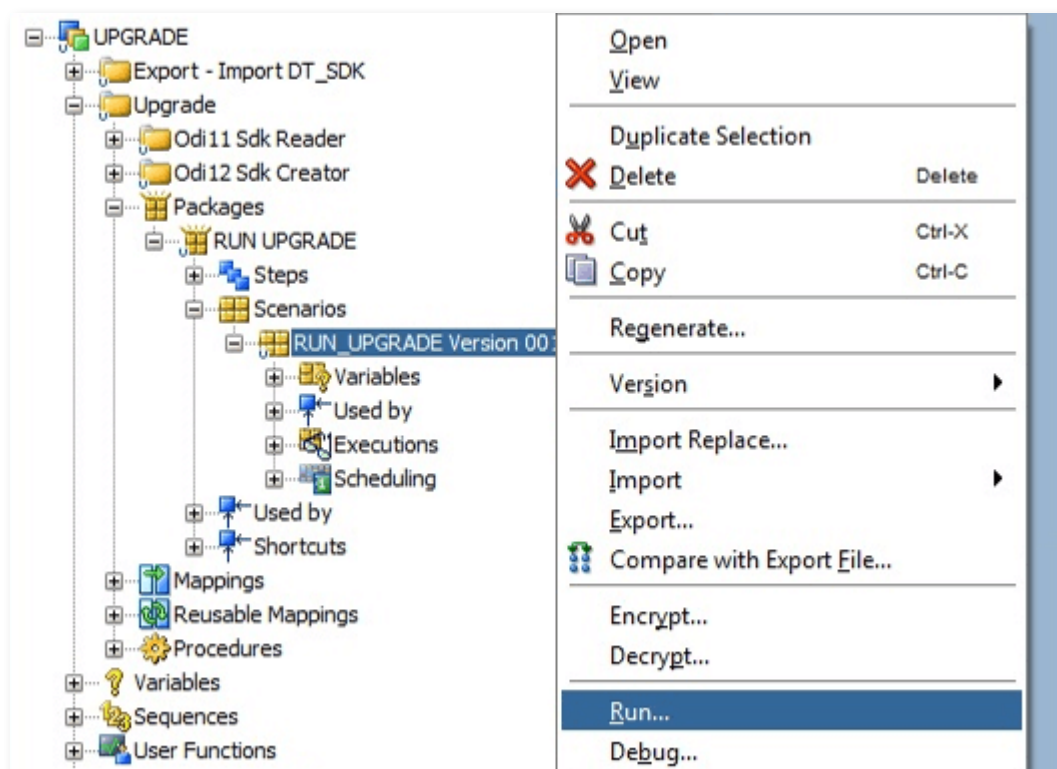 UPGRADE
Export - Import DT_SDK
Upgrade
Odi11 Sdk Reader
Odi12 Sdk Creator
Packages
RUN UPGRADE
Steps
Scenarios
RUN_UPGRADE Version 001
Variables
Used by
Executions
Scheduling
Used by
Shortcuts
Mappings
Reusable Mappings
Procedures
Variables
Sequences
User Functions
Open
View
Duplicate Selection
Delete Delete
Cut Ctrl-X
Copy Ctrl-C
Regenerate...
Version
Import Replace...
Import
Export...
Compare with Export File...
Encrypt...
Decrypt...
Run...
Debug...